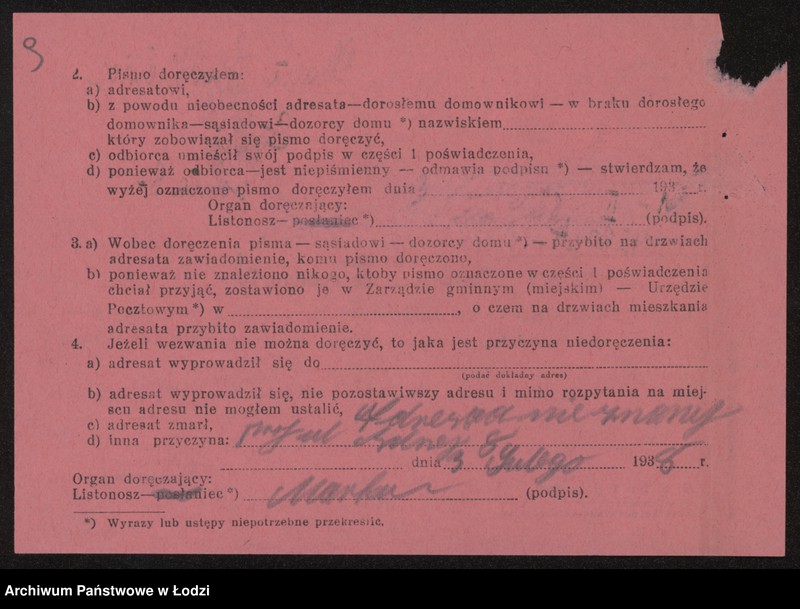 9
2. Pismo doręczyłem:
a) adresatowi,
b) z powodu nieobecności adresata—dorosłemu domownikowi — w braku dorosłego
domownika—sąsiadowi—dozorcy domu *) nazwiskiem
który zobowiązał się pismo doręczyć,
c) odbiorca umieścił swój podpis w części 1 poświadczenia,
d) ponieważ odbiorca—jest niepiśmienny — odmawia podpisu *) — stwierdzam, że
wyżej oznaczone pismo doręczyłem dnia 193 r.
Organ doręczający:
Listonosz—posłaniec *) (podpis).
3. a) Wobec doręczenia pisma — sąsiadowi — dozorcy domu *) — przybito na drzwiach
adresata zawiadomienie, komu pismo doręczono,
b) ponieważ nie znaleziono nikogo, ktoby pismo oznaczone w części 1 poświadczenia
chciał przyjąć, zostawiono je w Zarządzie gminnym (miejskim) — Urzędzie
Pocztowym *) w , o czem na drzwiach mieszkania
adresata przybito zawiadomienie.
4. Jeżeli wezwania nie można doręczyć, to jaka jest przyczyna niedoręczenia:
a) adresat wyprowadził się do
(podać dokładny adres)
b) adresat wyprowadził się, nie pozostawiwszy adresu i mimo rozpytania na miej-
scu adresu nie mogłem ustalić,
c) adresat zmarł, Adresat nie znany
d) inna przyczyna:
dnia 3 Lutego 1938 r.
Organ doręczający:
Listonosz—posłaniec *) (podpis).
*) Wyrazy lub ustępy niepotrzebne przekreślić.
Archiwum Państwowe w Łodzi